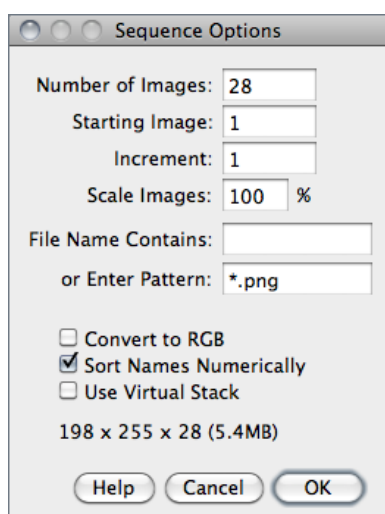 Sequence Options
Number of Images: 28
Starting Image: 1
Increment: 1
Scale Images: 100 %
File Name Contains:
or Enter Pattern: *.png
Convert to RGB
Sort Names Numerically
Use Virtual Stack
198 x 255 x 28 (5.4MB)
Help Cancel OK